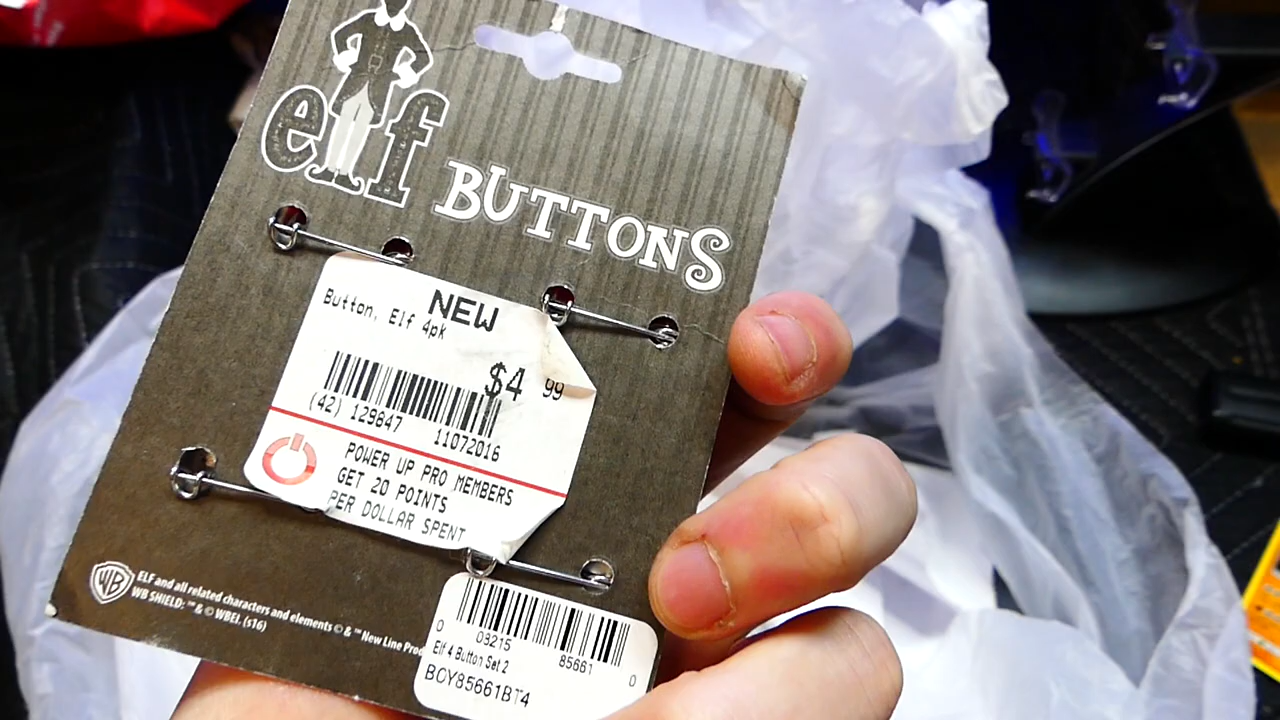 elf
BUTTONS
NEW
Button, Elf 4pk
$4 99
(42) 129847 11072016
POWER UP PRO MEMBERS
GET 20 POINTS
PER DOLLAR SPENT
WB
ELF and all related characters and elements © & ™ New Line
WB SHIELD: ™ & © WBEI. (s16)
0 03215 85661 0
Elf 4 Button Set 2
BOY85661BT4